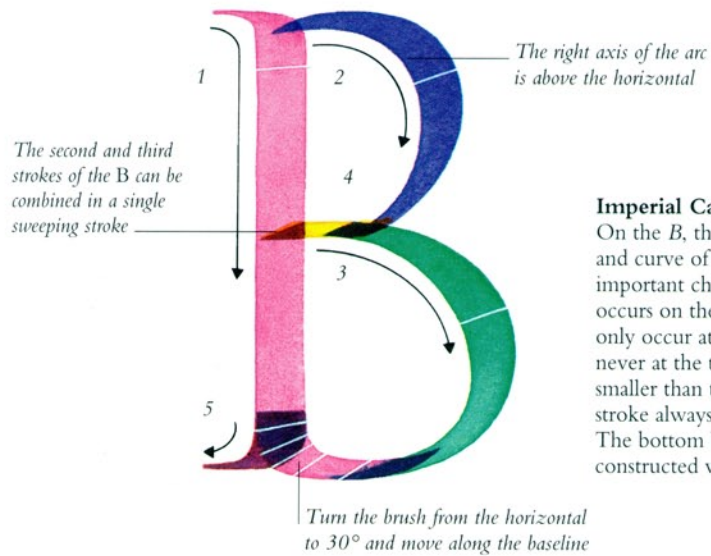 1
2
The right axis of the arc
is above the horizontal
The second and third
strokes of the B can be
combined in a single
sweeping stroke
4
3
5
Imperial Ca
On the B, th
and curve of
important ch
occurs on the
only occur at
never at the t
smaller than t
stroke always
The bottom
constructed v
Turn the brush from the horizontal
to 30° and move along the baseline